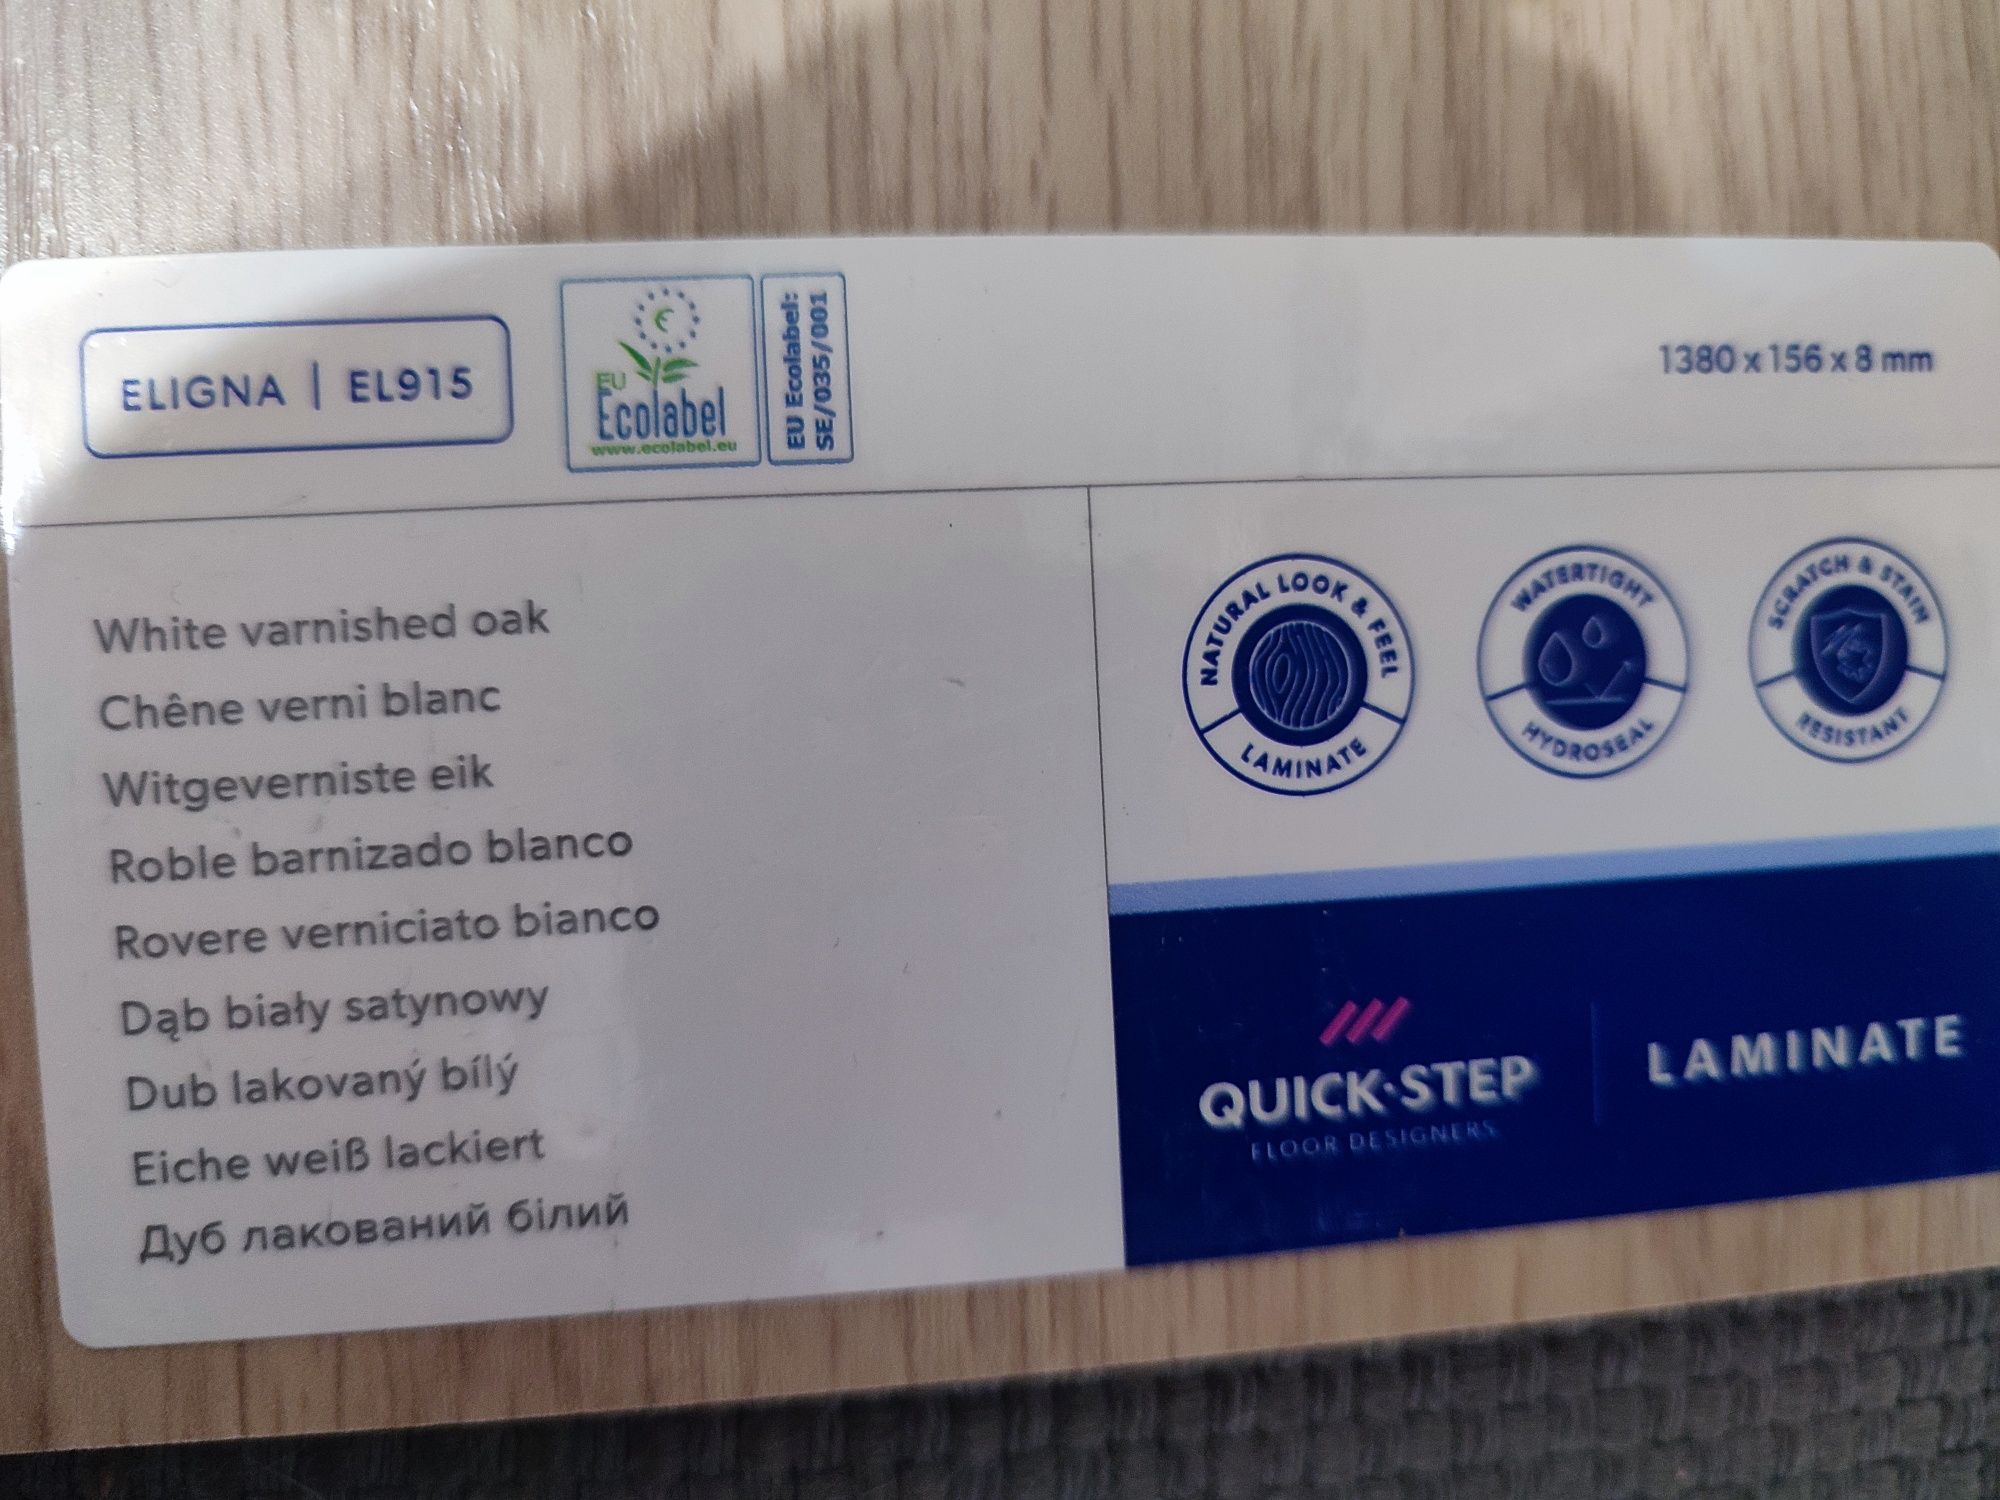 ELIGNA | EL915
EU
Ecolabel
www.ecolabel.eu
EU Ecolabel:
SE/035/001
1380 x 156 x 8 mm
White varnished oak
Chêne verni blanc
Witgeverniste eik
Roble barnizado blanco
Rovere verniciato bianco
Dąb biały satynowy
Dub lakovaný bílý
Eiche weiß lackiert
Дуб лакований білий
NATURAL LOOK & FEEL
LAMINATE
WATERTIGHT
HYDROSEAL
SCRATCH & STAIN
RESISTANT
QUICK·STEP
FLOOR DESIGNERS
LAMINATE